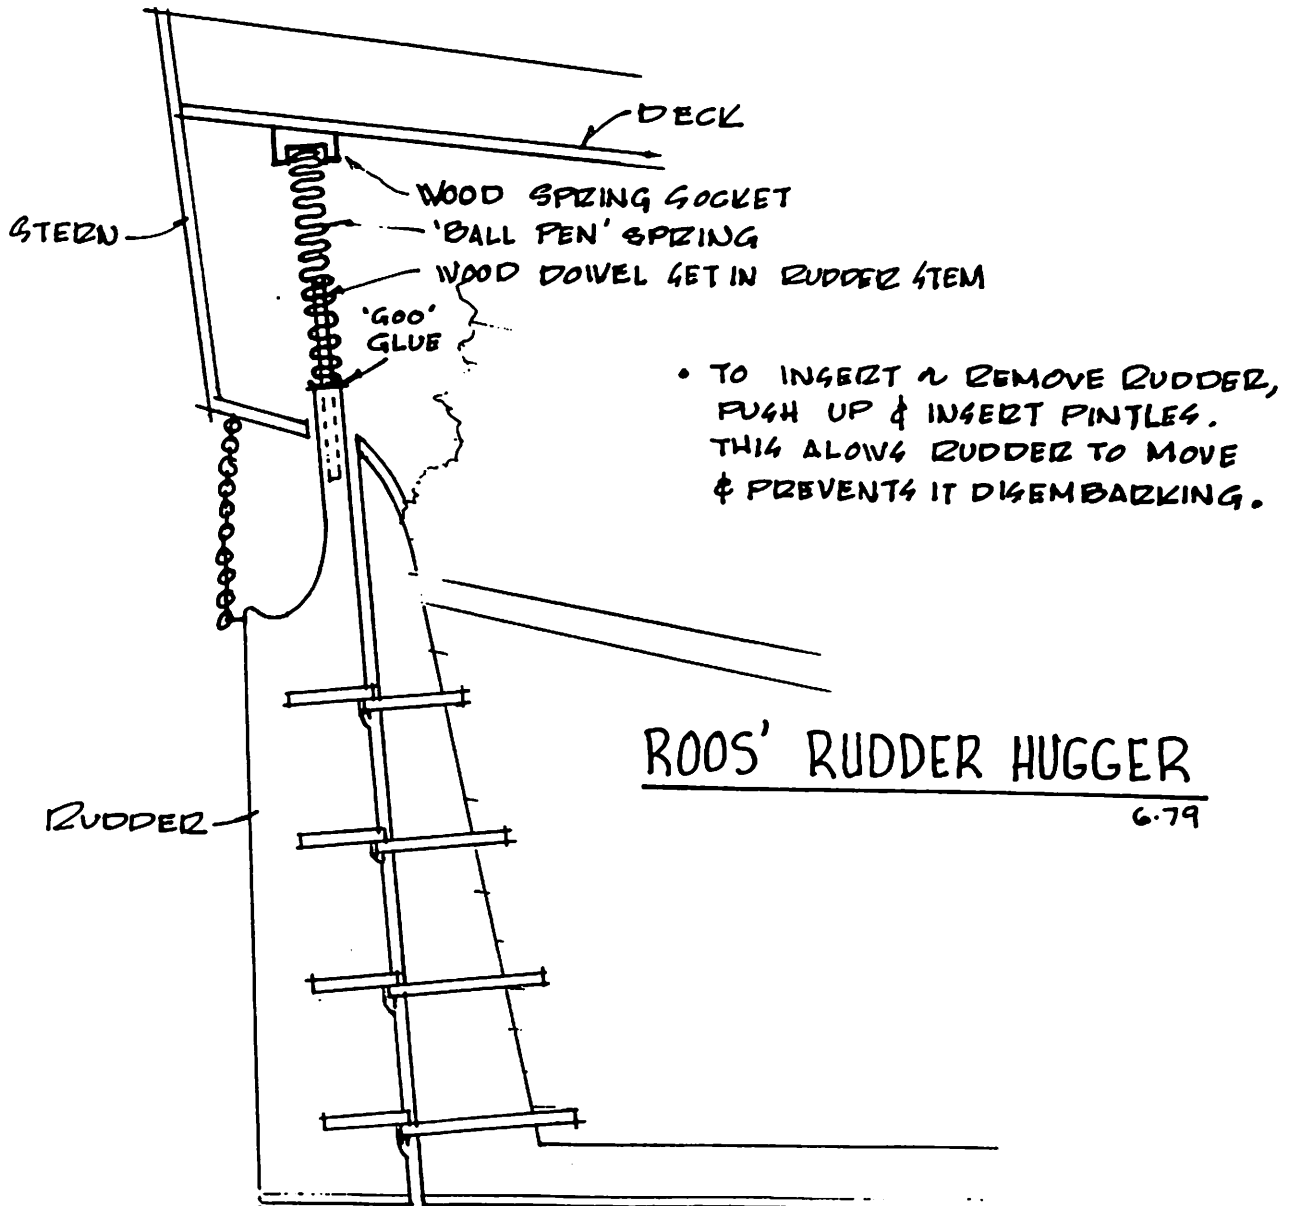 DECK
WOOD SPRING SOCKET
'BALL PEN' SPRING
STERN
WOOD DOWEL SET IN RUDDER STEM
'GOO'
GLUE
• TO INSERT ~ REMOVE RUDDER,
PUSH UP & INSERT PINTLES.
THIS ALOWS RUDDER TO MOVE
& PREVENTS IT DISEMBARKING.
ROOS' RUDDER HUGGER
6.79
RUDDER